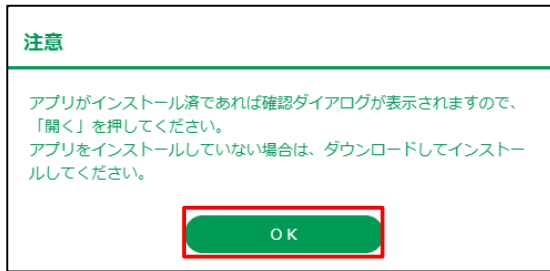 注意
アプリがインストール済であれば確認ダイアログが表示されますので、
「開く」を押してください。
アプリをインストールしていない場合は、ダウンロードしてインストー
ルしてください。
ＯＫ